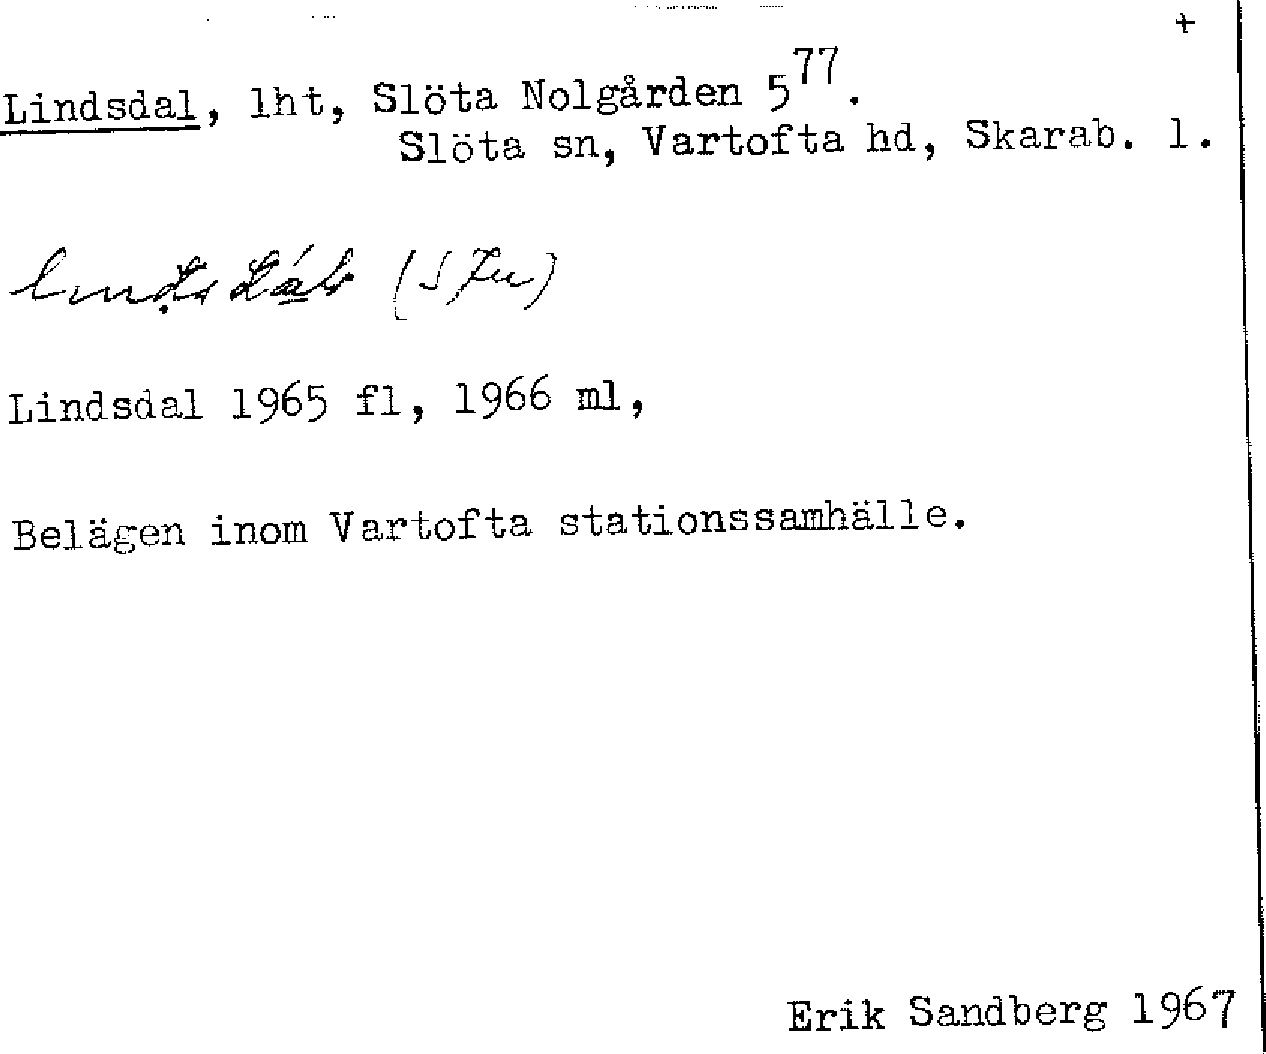 +
Lindsdal, lht, Slöta Nolgården 5⁷⁷.
Slöta sn, Vartofta hd, Skarab. l.
Lindsdal 1965 fl, 1966 ml,
Belägen inom Vartofta stationssamhälle.
Erik Sandberg 1967